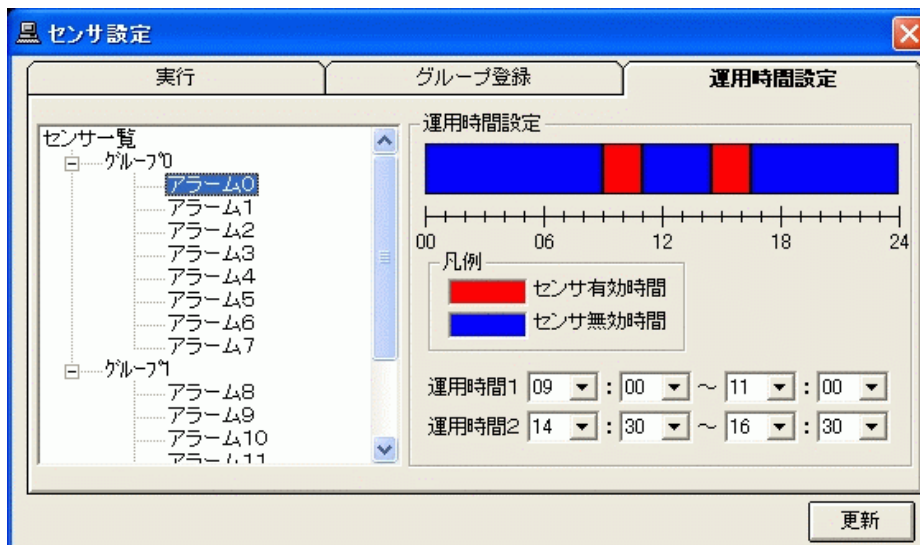 センサ設定
実行 グループ登録 運用時間設定
センサ一覧
グループ0
アラーム0
アラーム1
アラーム2
アラーム3
アラーム4
アラーム5
アラーム6
アラーム7
グループ1
アラーム8
アラーム9
アラーム10
アラーム11
運用時間設定
00 06 12 18 24
凡例
センサ有効時間
センサ無効時間
運用時間1 09 : 00 ～ 11 : 00
運用時間2 14 : 30 ～ 16 : 30
更新